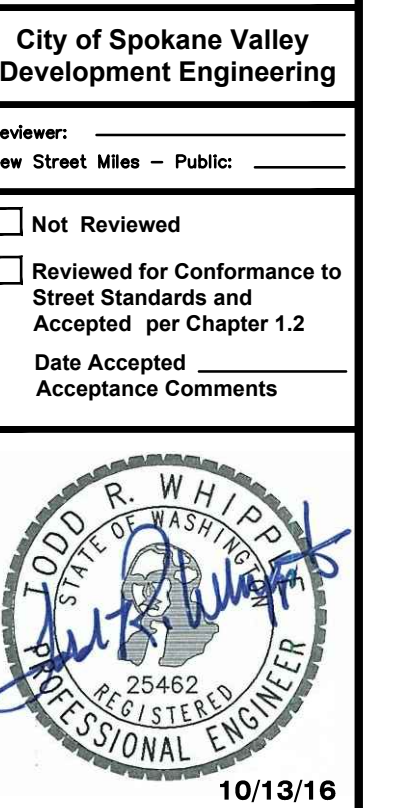 City of Spokane Valley
Development Engineering
eviewer:
ew Street Miles – Public:
Not Reviewed
Reviewed for Conformance to
Street Standards and
Accepted per Chapter 1.2
Date Accepted
Acceptance Comments
TODD R. WHIPPLE
STATE OF WASHINGTON
25462
REGISTERED
PROFESSIONAL ENGINEER
10/13/16